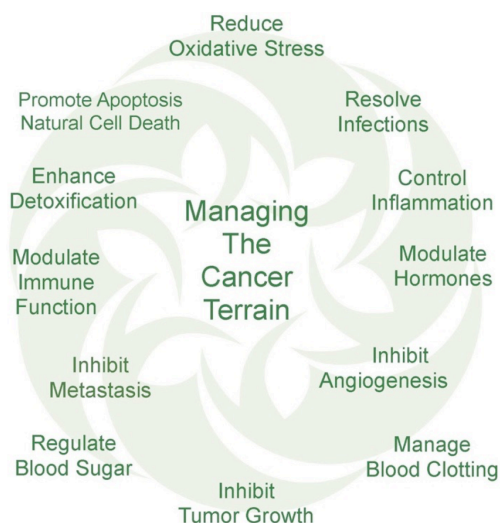 Reduce
Oxidative Stress
Promote Apoptosis
Natural Cell Death
Resolve
Infections
Enhance
Detoxification
Control
Inflammation
Managing
The
Cancer
Terrain
Modulate
Immune
Function
Modulate
Hormones
Inhibit
Metastasis
Inhibit
Angiogenesis
Regulate
Blood Sugar
Manage
Blood Clotting
Inhibit
Tumor Growth